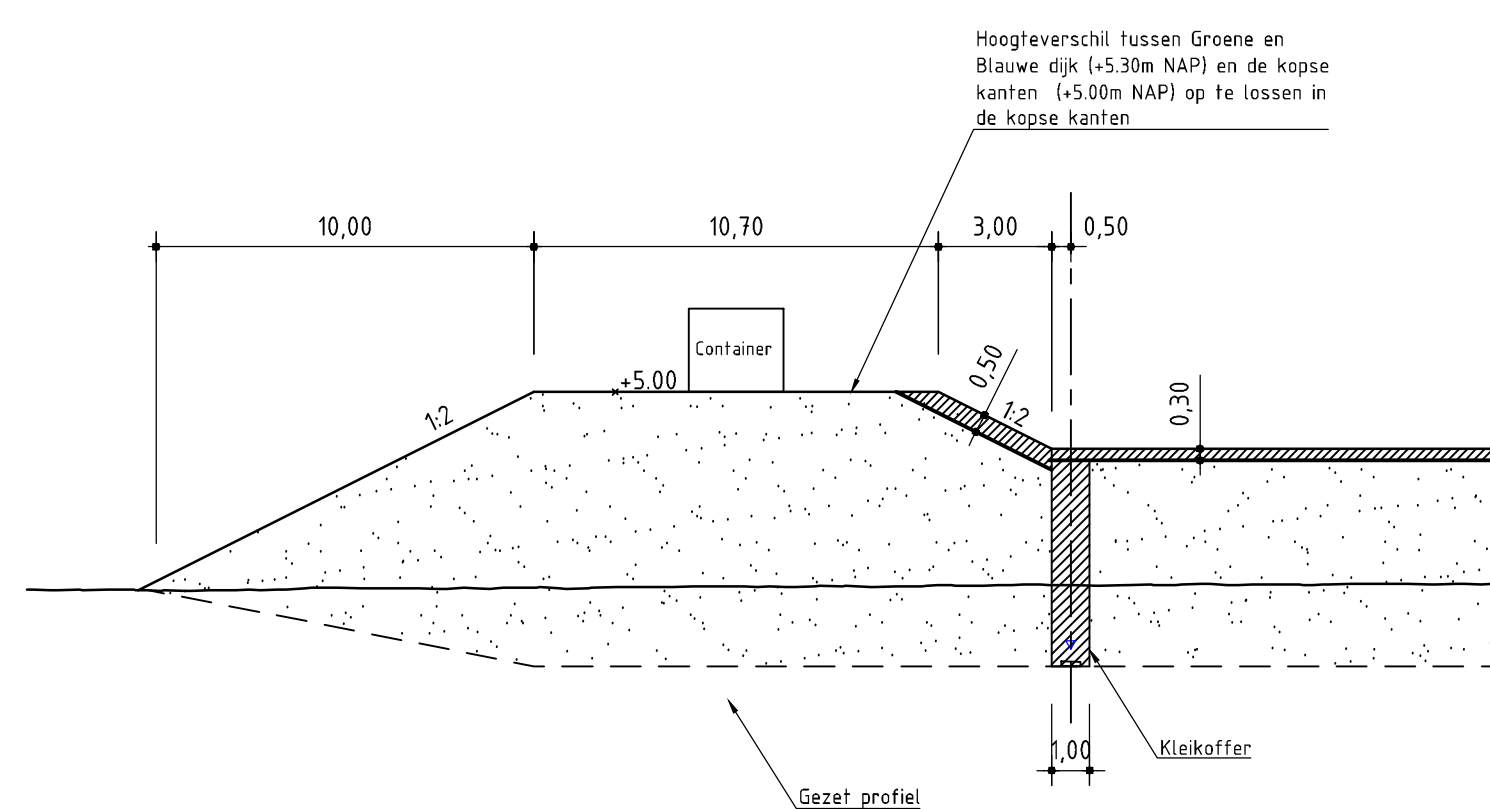 Hoogteverschil tussen Groene en
Blauwe dijk (+5.30m NAP) en de kopse
kanten (+5.00m NAP) op te lossen in
de kopse kanten
10,00
10,70
3,00
0,50
Container
+5.00
0,50
1:2
1:2
0,30
1,00
Kleikoffer
Gezet profiel